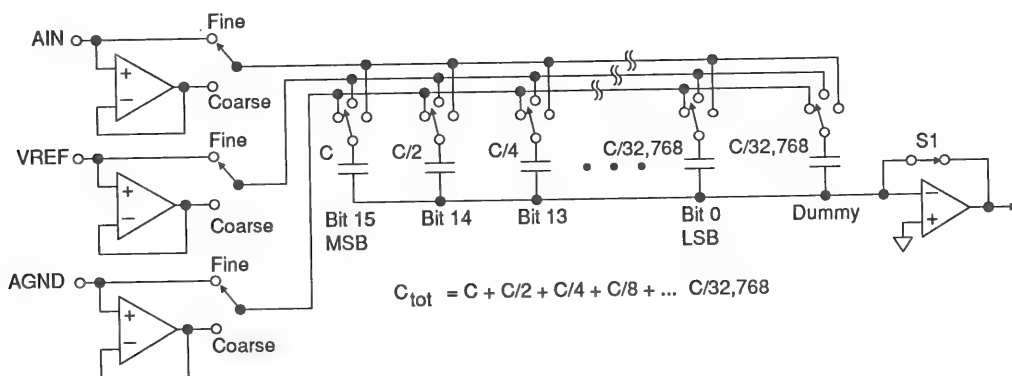 Fine
AIN
+
−
Coarse
Fine
VREF
+
−
Coarse
Fine
AGND
+
−
Coarse
C
C/2
C/4
C/32,768
C/32,768
S1
−
+
Bit 15
MSB
Bit 14
Bit 13
Bit 0
LSB
Dummy
Ctot = C + C/2 + C/4 + C/8 + ... C/32,768